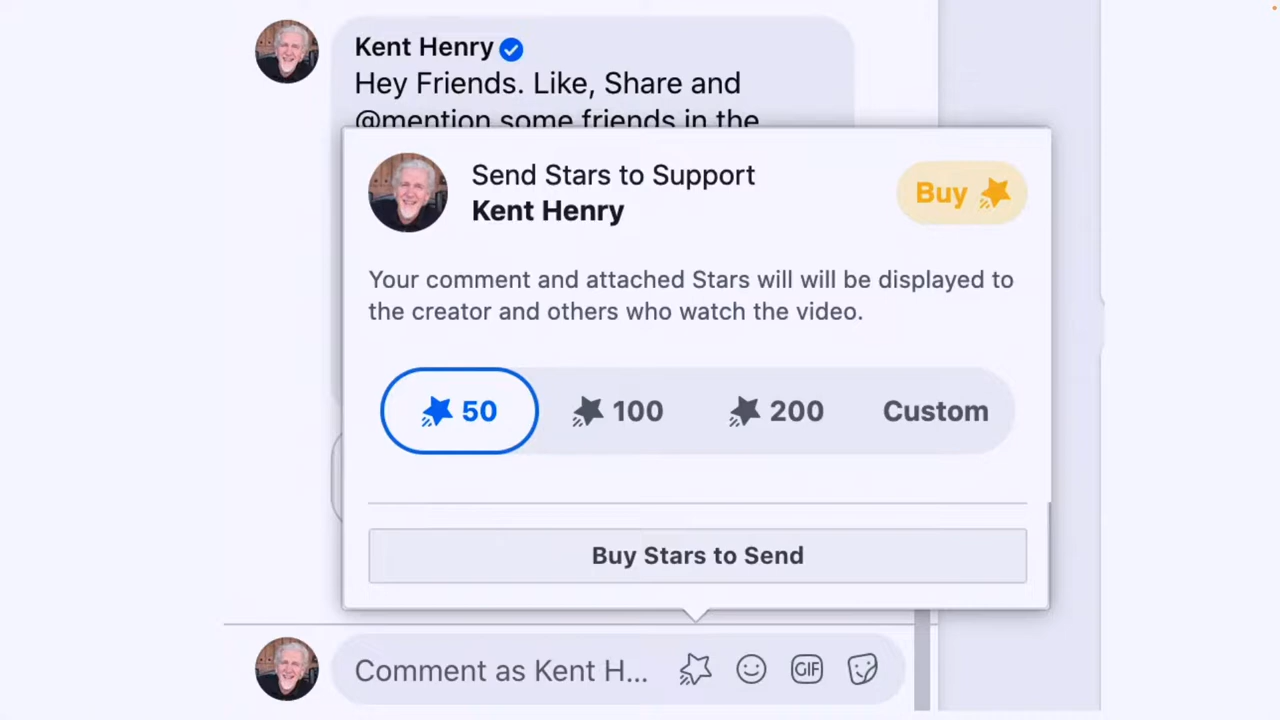 Kent Henry
Hey Friends. Like, Share and
@mention some friends in the
Send Stars to Support
Kent Henry
Buy
Your comment and attached Stars will will be displayed to
the creator and others who watch the video.
50 100 200 Custom
Buy Stars to Send
Comment as Kent H...
GIF